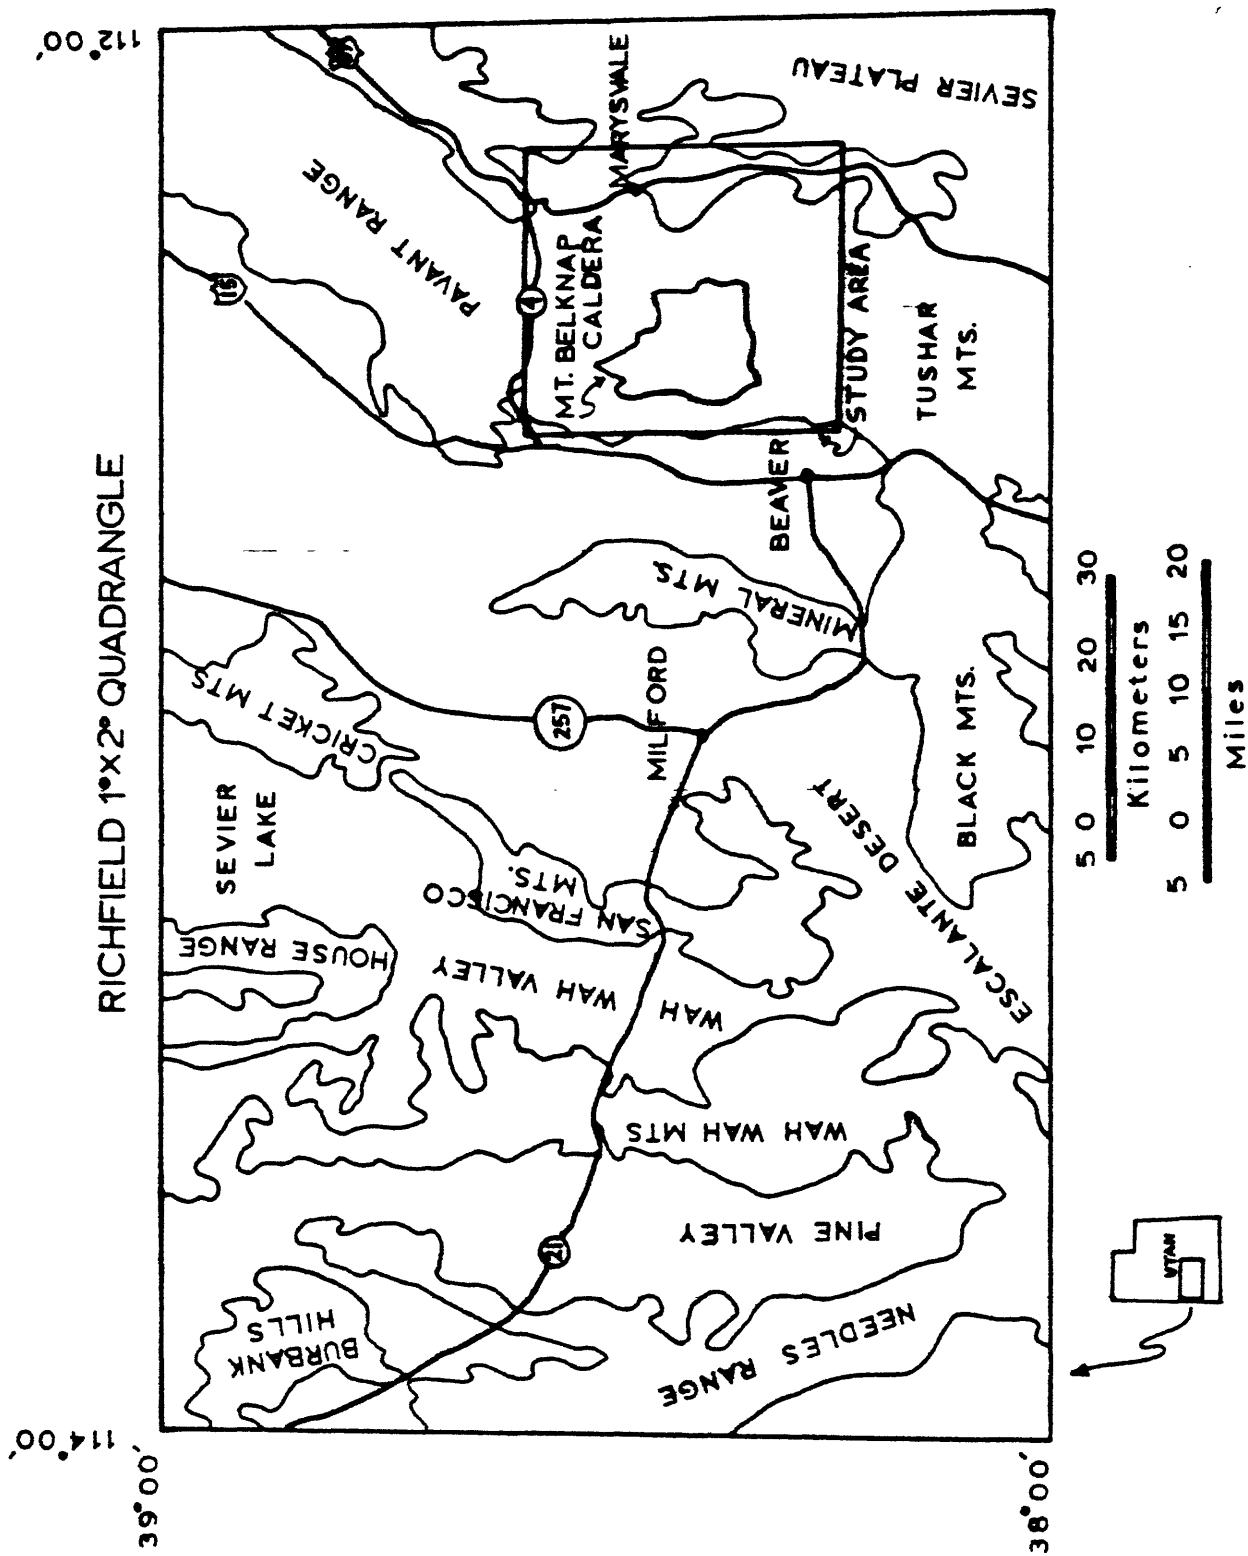 RICHFIELD 1°X2° QUADRANGLE
114°00'
112°00'
39°00'
38°00'
BURBANK
HILLS
HOUSE RANGE
SEVIER
LAKE
CRICKET MTS
15
PAVANT RANGE
21
WAH WAH VALLEY
SAN FRANCISCO
MTS.
257
4
MT. BELKNAP
CALDERA
MARYSVALE
NEEDLES RANGE
PINE VALLEY
WAH WAH MTS
MILFORD
MINERAL MTS.
BEAVER
STUDY AREA
SEVIER PLATEAU
ESCALANTE DESERT
BLACK MTS.
TUSHAR
MTS.
UTAH
5 0 10 20 30
Kilometers
5 0 5 10 15 20
Miles